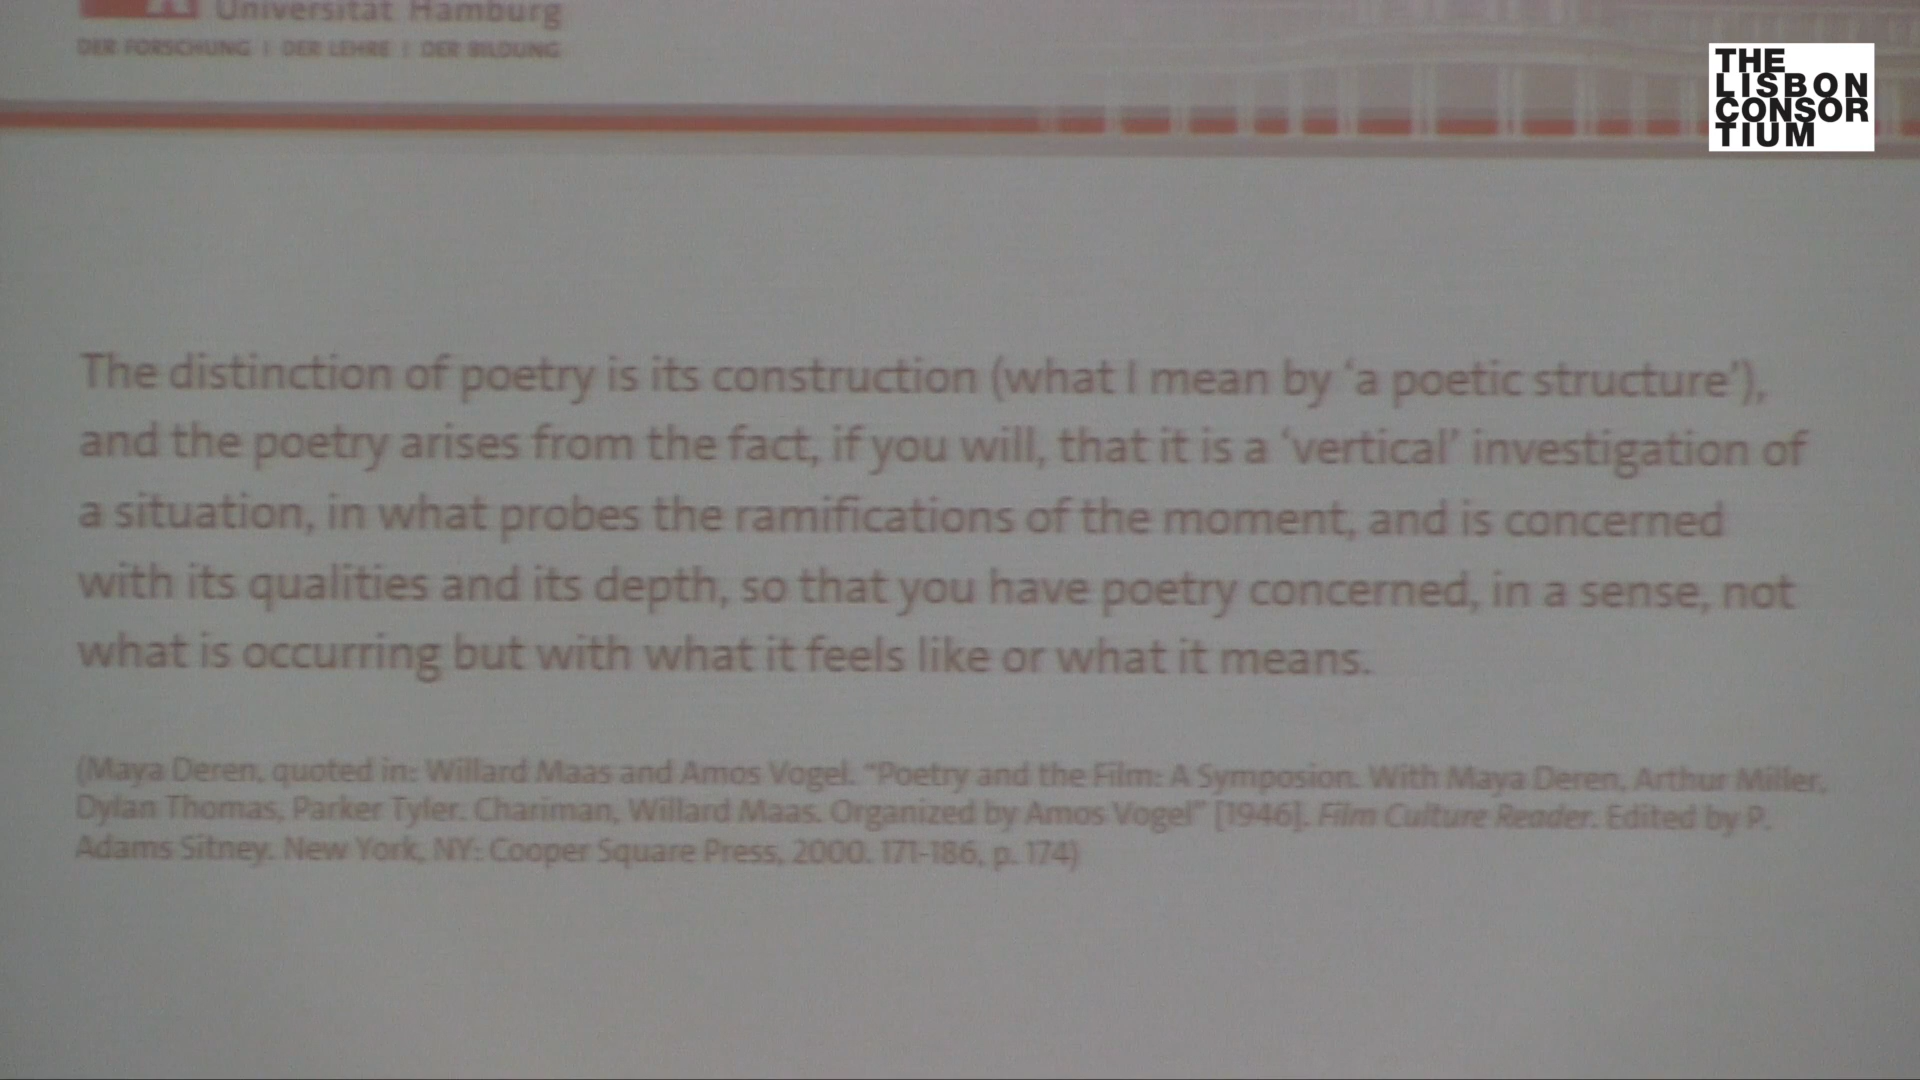 Universität Hamburg
DER FORSCHUNG | DER LEHRE | DER BILDUNG
THE
LISBON
CONSOR
TIUM
The distinction of poetry is its construction (what I mean by ‘a poetic structure’),
and the poetry arises from the fact, if you will, that it is a ‘vertical’ investigation of
a situation, in what probes the ramifications of the moment, and is concerned
with its qualities and its depth, so that you have poetry concerned, in a sense, not
what is occurring but with what it feels like or what it means.
(Maya Deren, quoted in: Willard Maas and Amos Vogel. “Poetry and the Film: A Symposion. With Maya Deren, Arthur Miller,
Dylan Thomas, Parker Tyler. Chariman, Willard Maas. Organized by Amos Vogel” [1946]. Film Culture Reader. Edited by P.
Adams Sitney. New York, NY: Cooper Square Press, 2000. 171-186, p. 174)